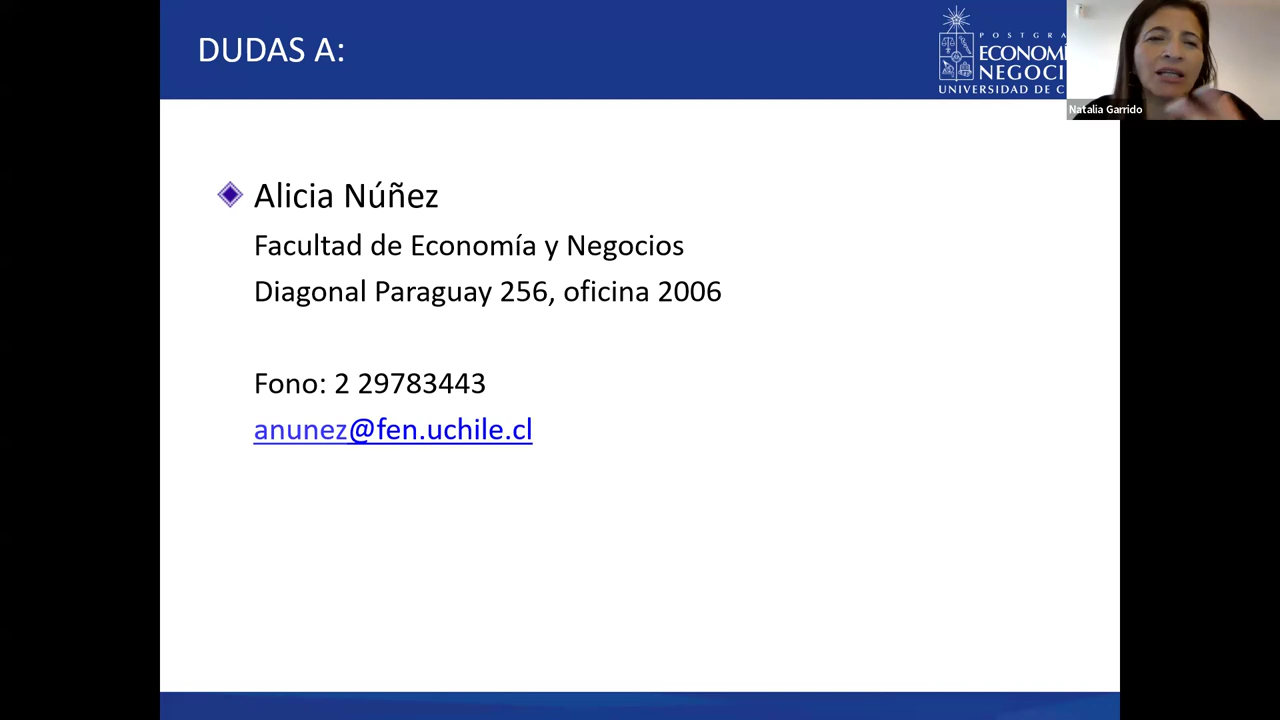 DUDAS A:
POSTGRA
ECONOMÍ
NEGOCI
UNIVERSIDAD DE C
Natalia Garrido
Alicia Núñez
Facultad de Economía y Negocios
Diagonal Paraguay 256, oficina 2006
Fono: 2 29783443
anunez@fen.uchile.cl